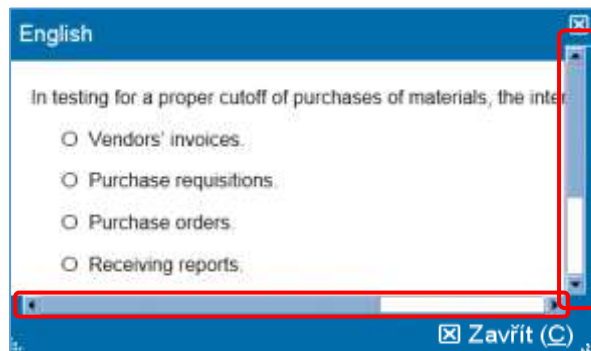 English
In testing for a proper cutoff of purchases of materials, the
Vendors' invoices.
Purchase requisitions.
Purchase orders.
Receiving reports.
Zavřít (C)